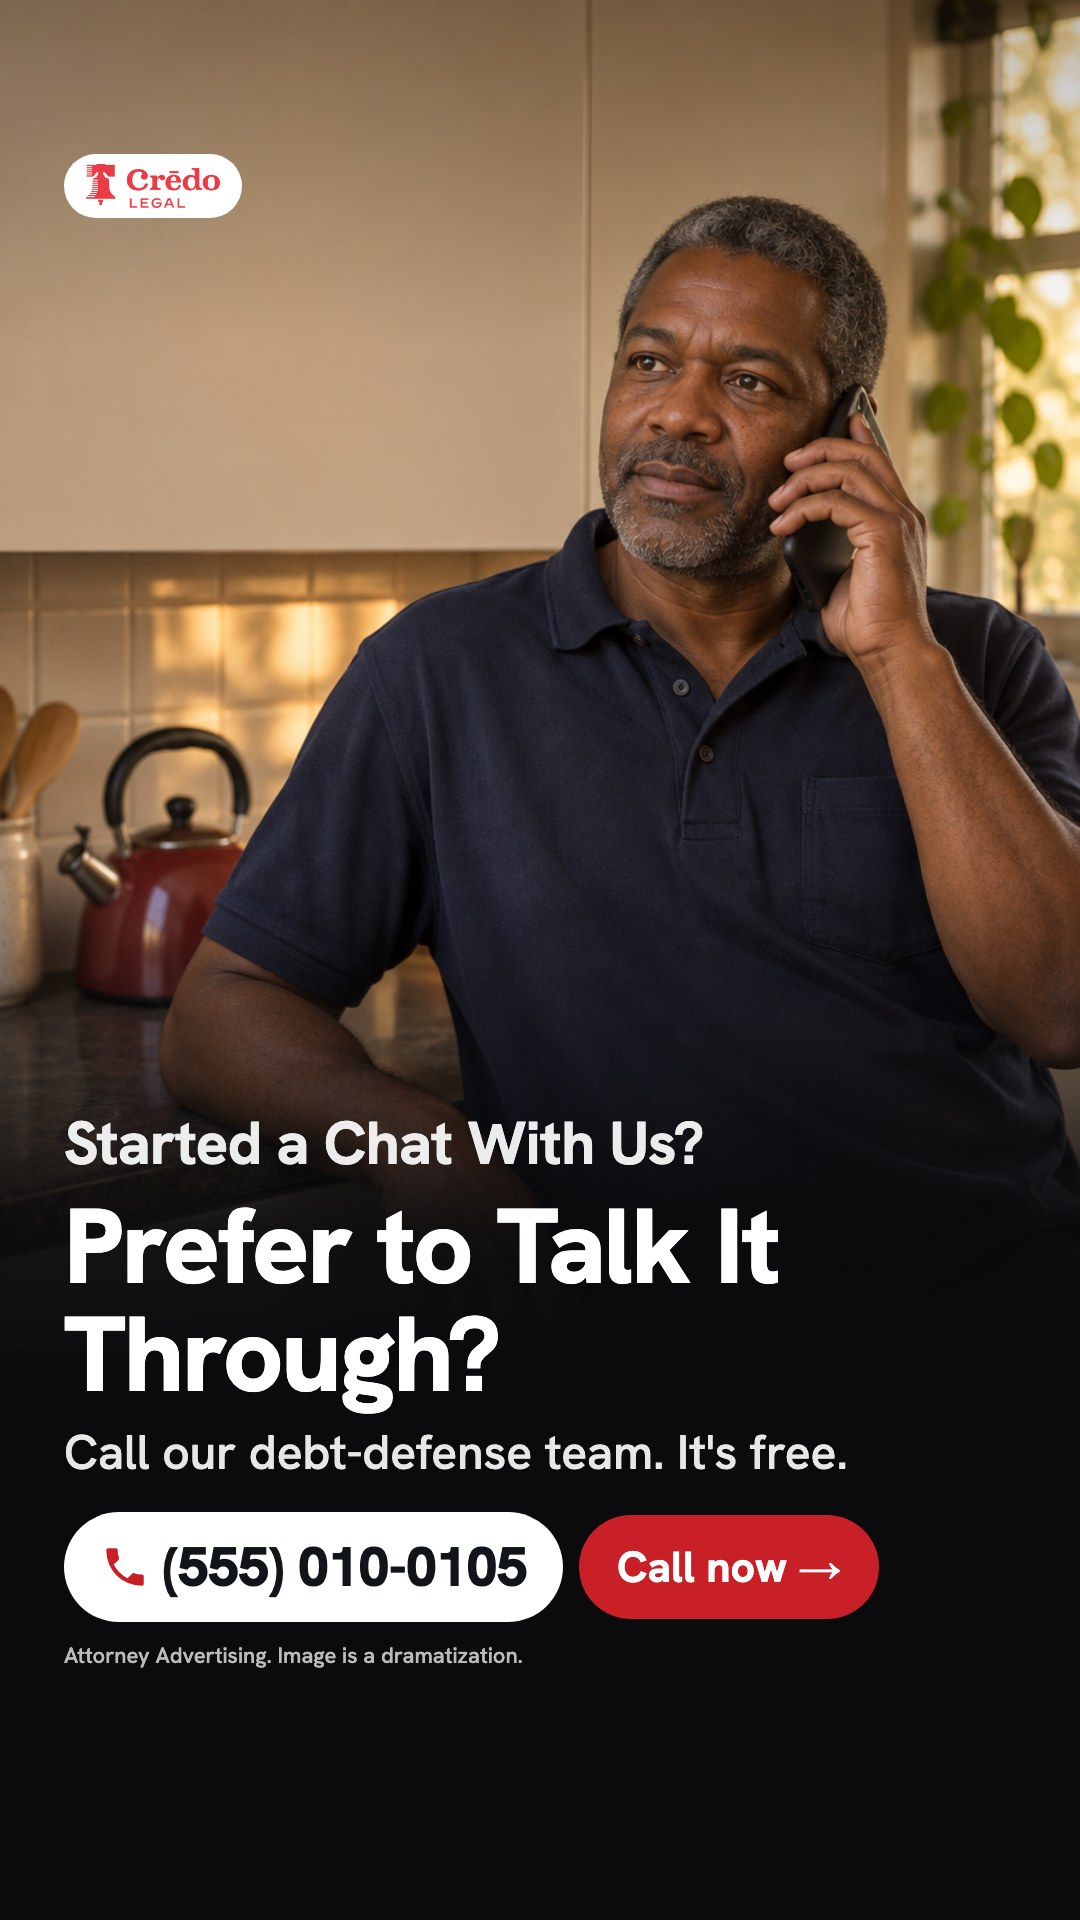 Crēdo
LEGAL
Started a Chat With Us?
Prefer to Talk It
Through?
Call our debt-defense team. It's free.
(555) 010-0105
Call now →
Attorney Advertising. Image is a dramatization.